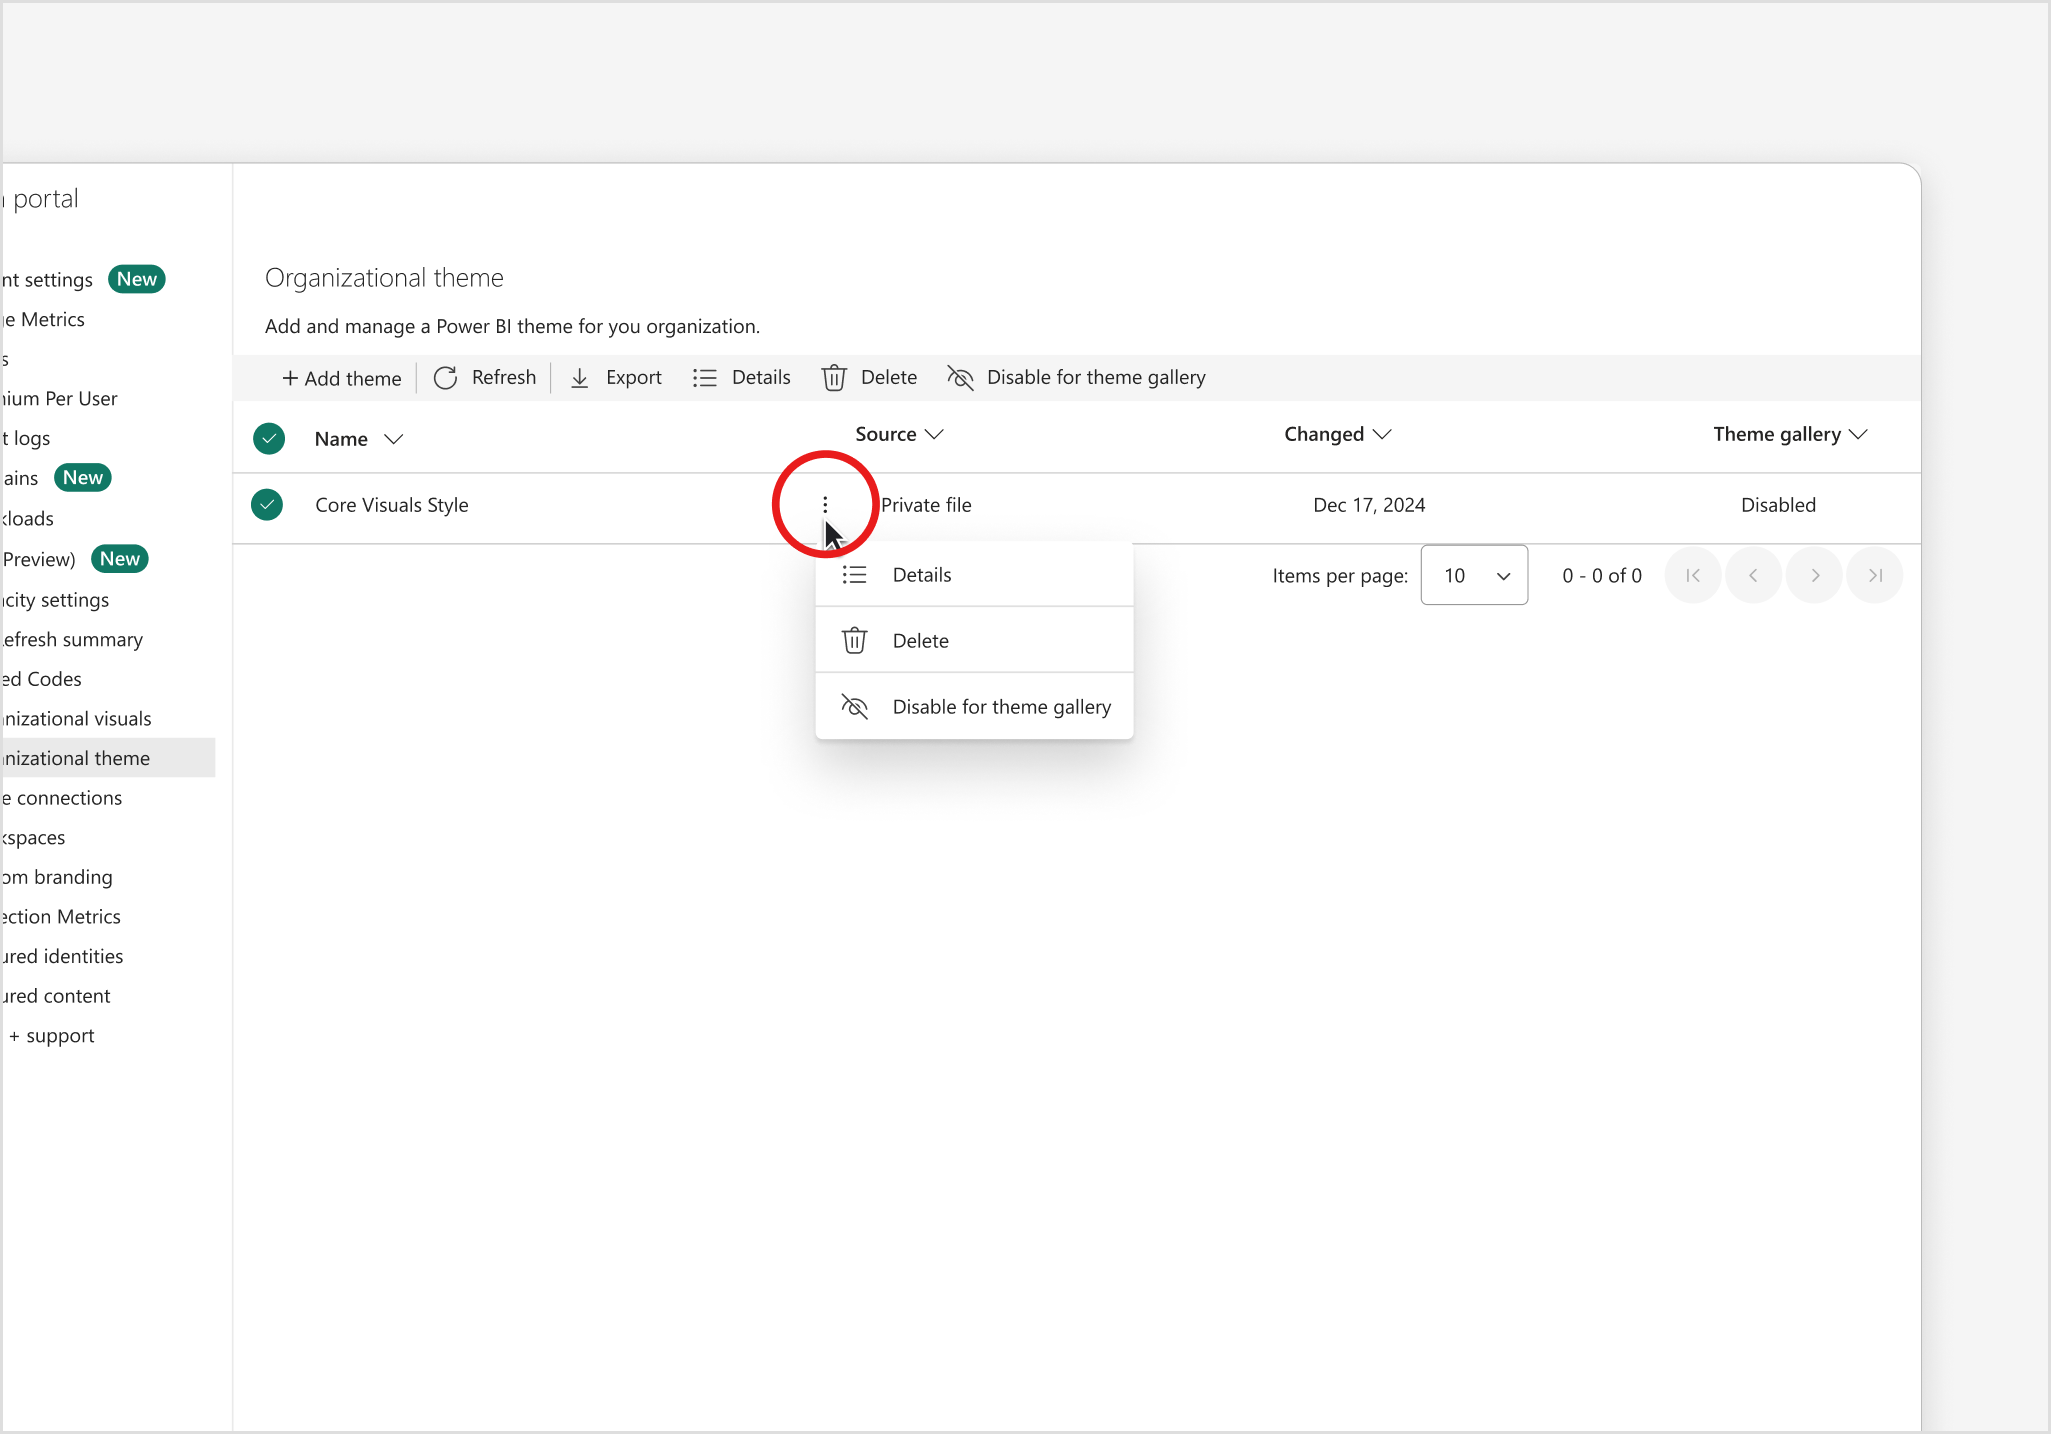 portal
nt settings New
ge Metrics
s
ium Per User
t logs
ains New
kloads
Preview) New
city settings
efresh summary
ed Codes
nizational visuals
nizational theme
e connections
kspaces
om branding
ection Metrics
ured identities
ured content
+ support
Organizational theme
Add and manage a Power BI theme for you organization.
+ Add theme Refresh Export Details Delete Disable for theme gallery
Name Source Changed Theme gallery
Core Visuals Style Private file Dec 17, 2024 Disabled
Details
Delete
Disable for theme gallery
Items per page: 10 0 - 0 of 0